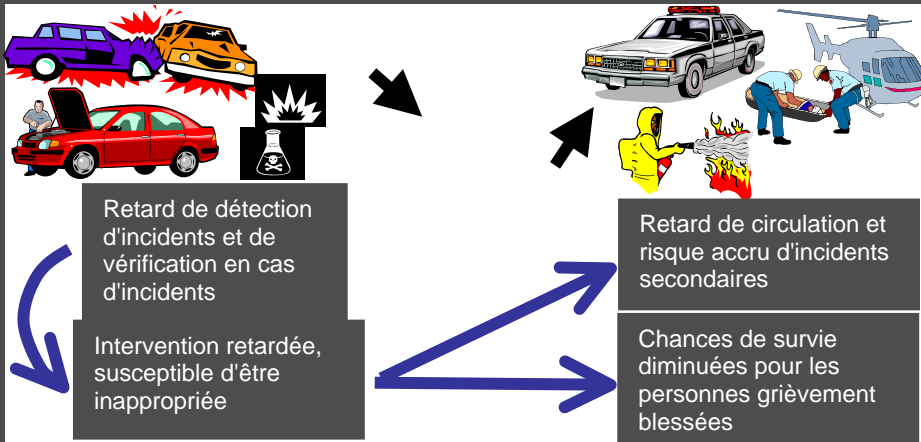 Retard de détection
d'incidents et de
vérification en cas
d'incidents
Intervention retardée,
susceptible d'être
inappropriée
Retard de circulation et
risque accru d'incidents
secondaires
Chances de survie
diminuées pour les
personnes grièvement
blessées